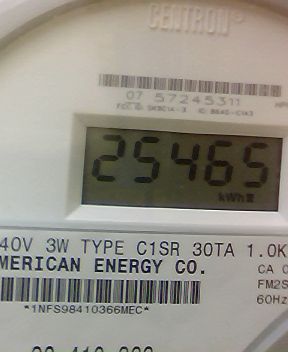 CENTRON®
07 57245311
25465
kWh
40V 3W TYPE C1SR 30TA 1.0K
MERICAN ENERGY CO.
CA 0
FM2S
60Hz
*1NFS98410366MEC*